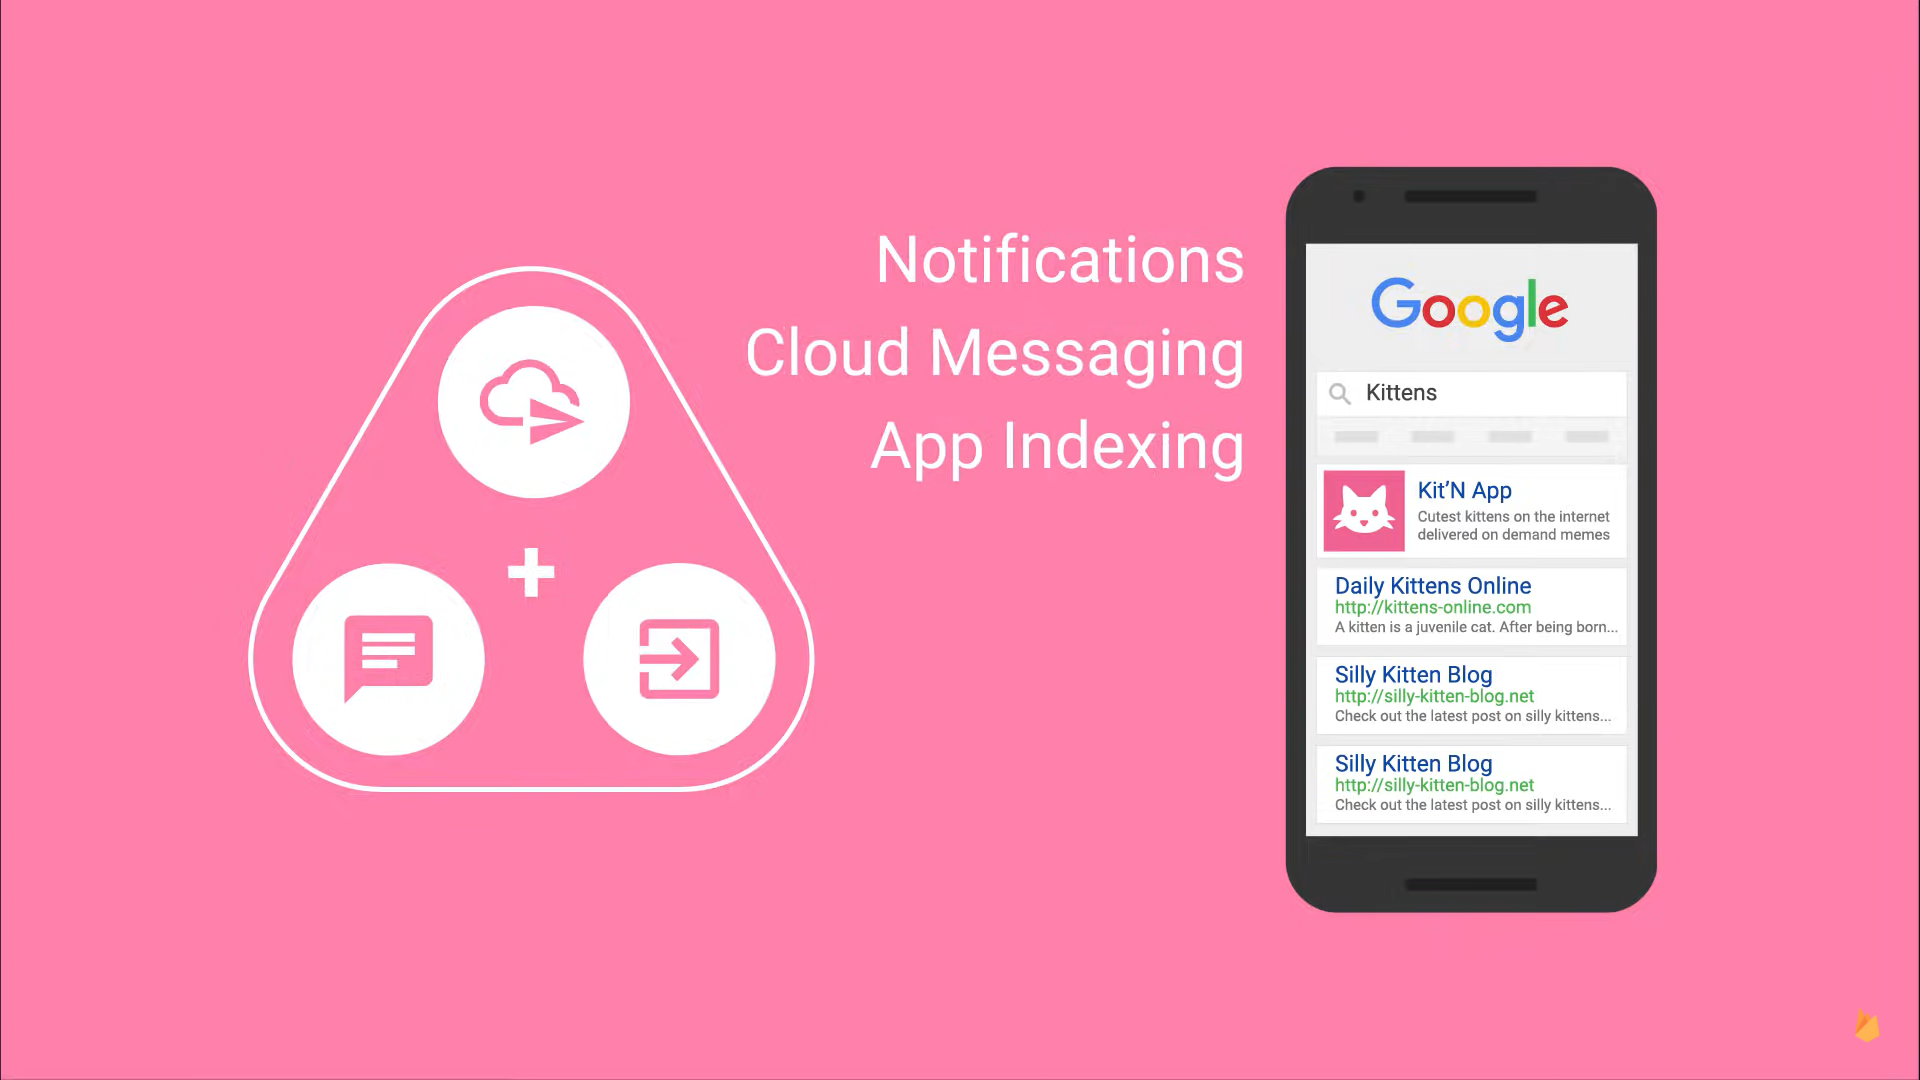 Notifications
Cloud Messaging
App Indexing
Google
Kittens
Kit’N App
Cutest kittens on the internet
delivered on demand memes
Daily Kittens Online
http://kittens-online.com
A kitten is a juvenile cat. After being born...
Silly Kitten Blog
http://silly-kitten-blog.net
Check out the latest post on silly kittens...
Silly Kitten Blog
http://silly-kitten-blog.net
Check out the latest post on silly kittens...